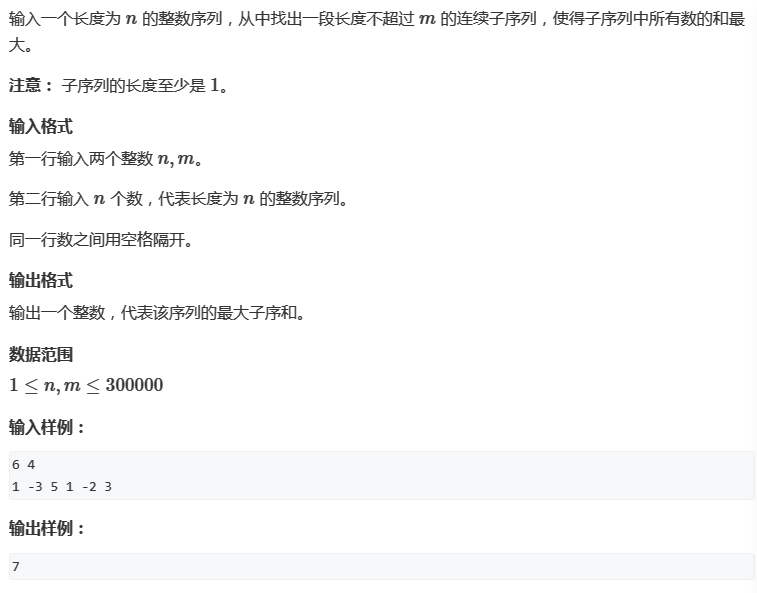 输入一个长度为 n 的整数序列，从中找出一段长度不超过 m 的连续子序列，使得子序列中所有数的和最
大。
注意： 子序列的长度至少是 1。
输入格式
第一行输入两个整数 n, m。
第二行输入 n 个数，代表长度为 n 的整数序列。
同一行数之间用空格隔开。
输出格式
输出一个整数，代表该序列的最大子序和。
数据范围
1 ≤ n, m ≤ 300000
输入样例：
6 4
1 -3 5 1 -2 3
输出样例：
7